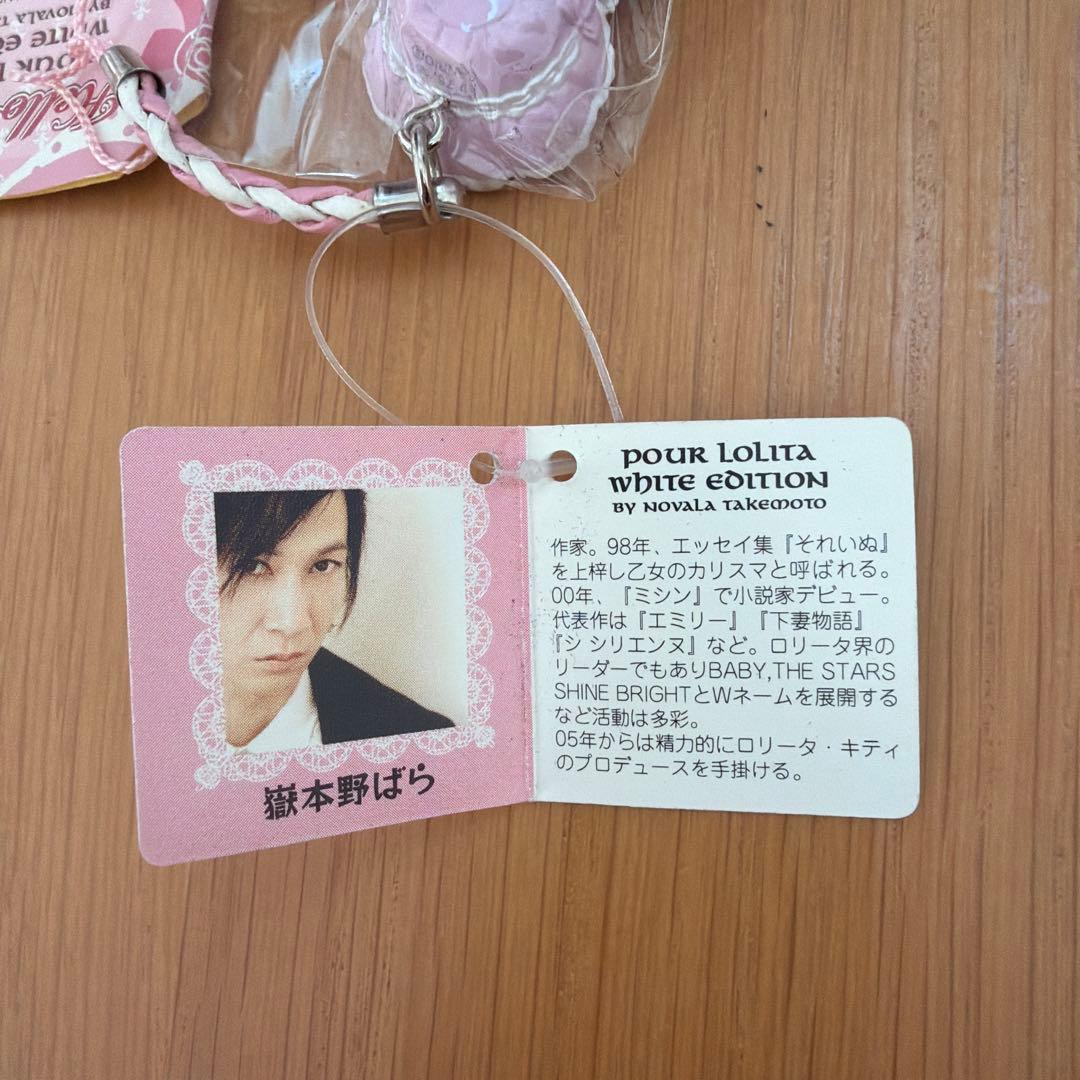 Hello
POUR LOLITA
WHITE EDITION
BY NOVALA TAKEMOTO
作家。98年、エッセイ集『それいぬ』
を上梓し乙女のカリスマと呼ばれる。
00年、『ミシン』で小説家デビュー。
代表作は『エミリー』『下妻物語』
『シシリエンヌ』など。ロリータ界の
リーダーでもありBABY,THE STARS
SHINE BRIGHTとWネームを展開する
など活動は多彩。
05年からは精力的にロリータ・キティ
のプロデュースを手掛ける。
嶽本野ばら